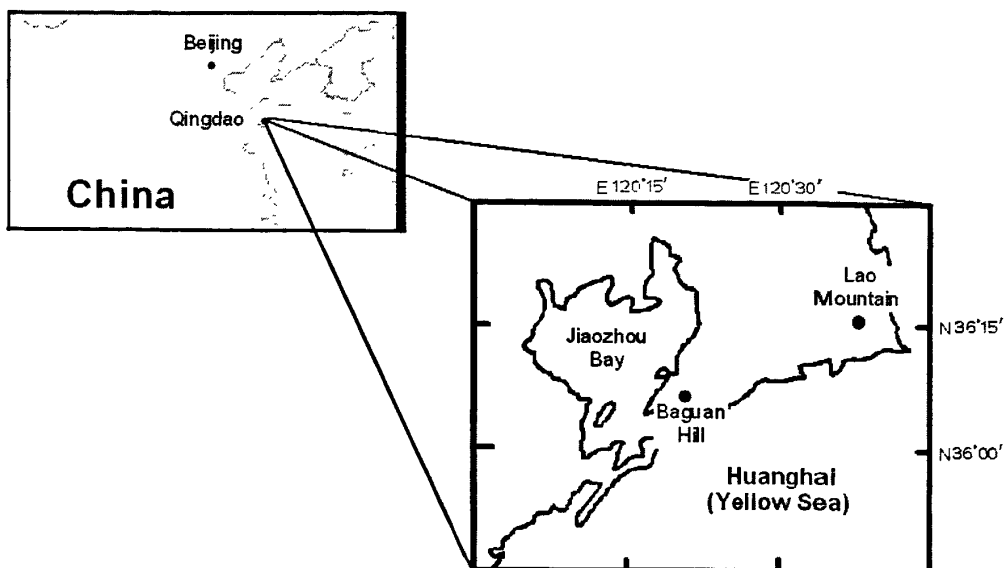 Beijing
Qingdao
China
E 120°15′
E 120°30′
Lao
Mountain
N36°15′
Jiaozhou
Bay
Baguan
Hill
N36°00′
Huanghai
(Yellow Sea)